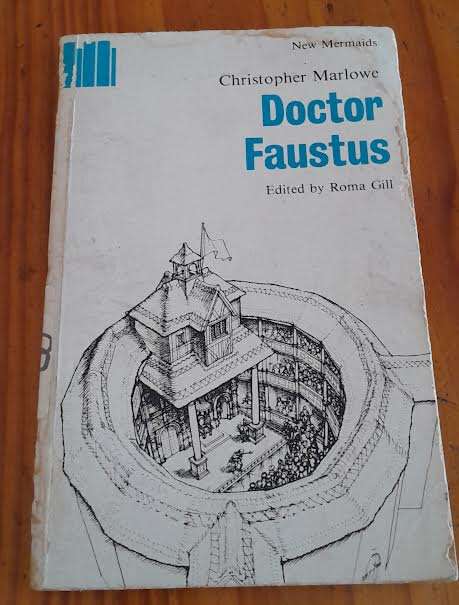 New Mermaids
Christopher Marlowe
Doctor
Faustus
Edited by Roma Gill